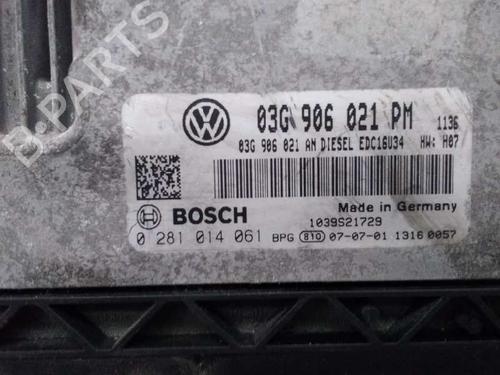 B-PARTS
03G 906 021 PM 1136
03G 906 021 AN DIESEL EDC16U34 HW: H07
Made in Germany
BOSCH 1039S21729
0 281 014 061 BPG 810 07-07-01 1316 0057